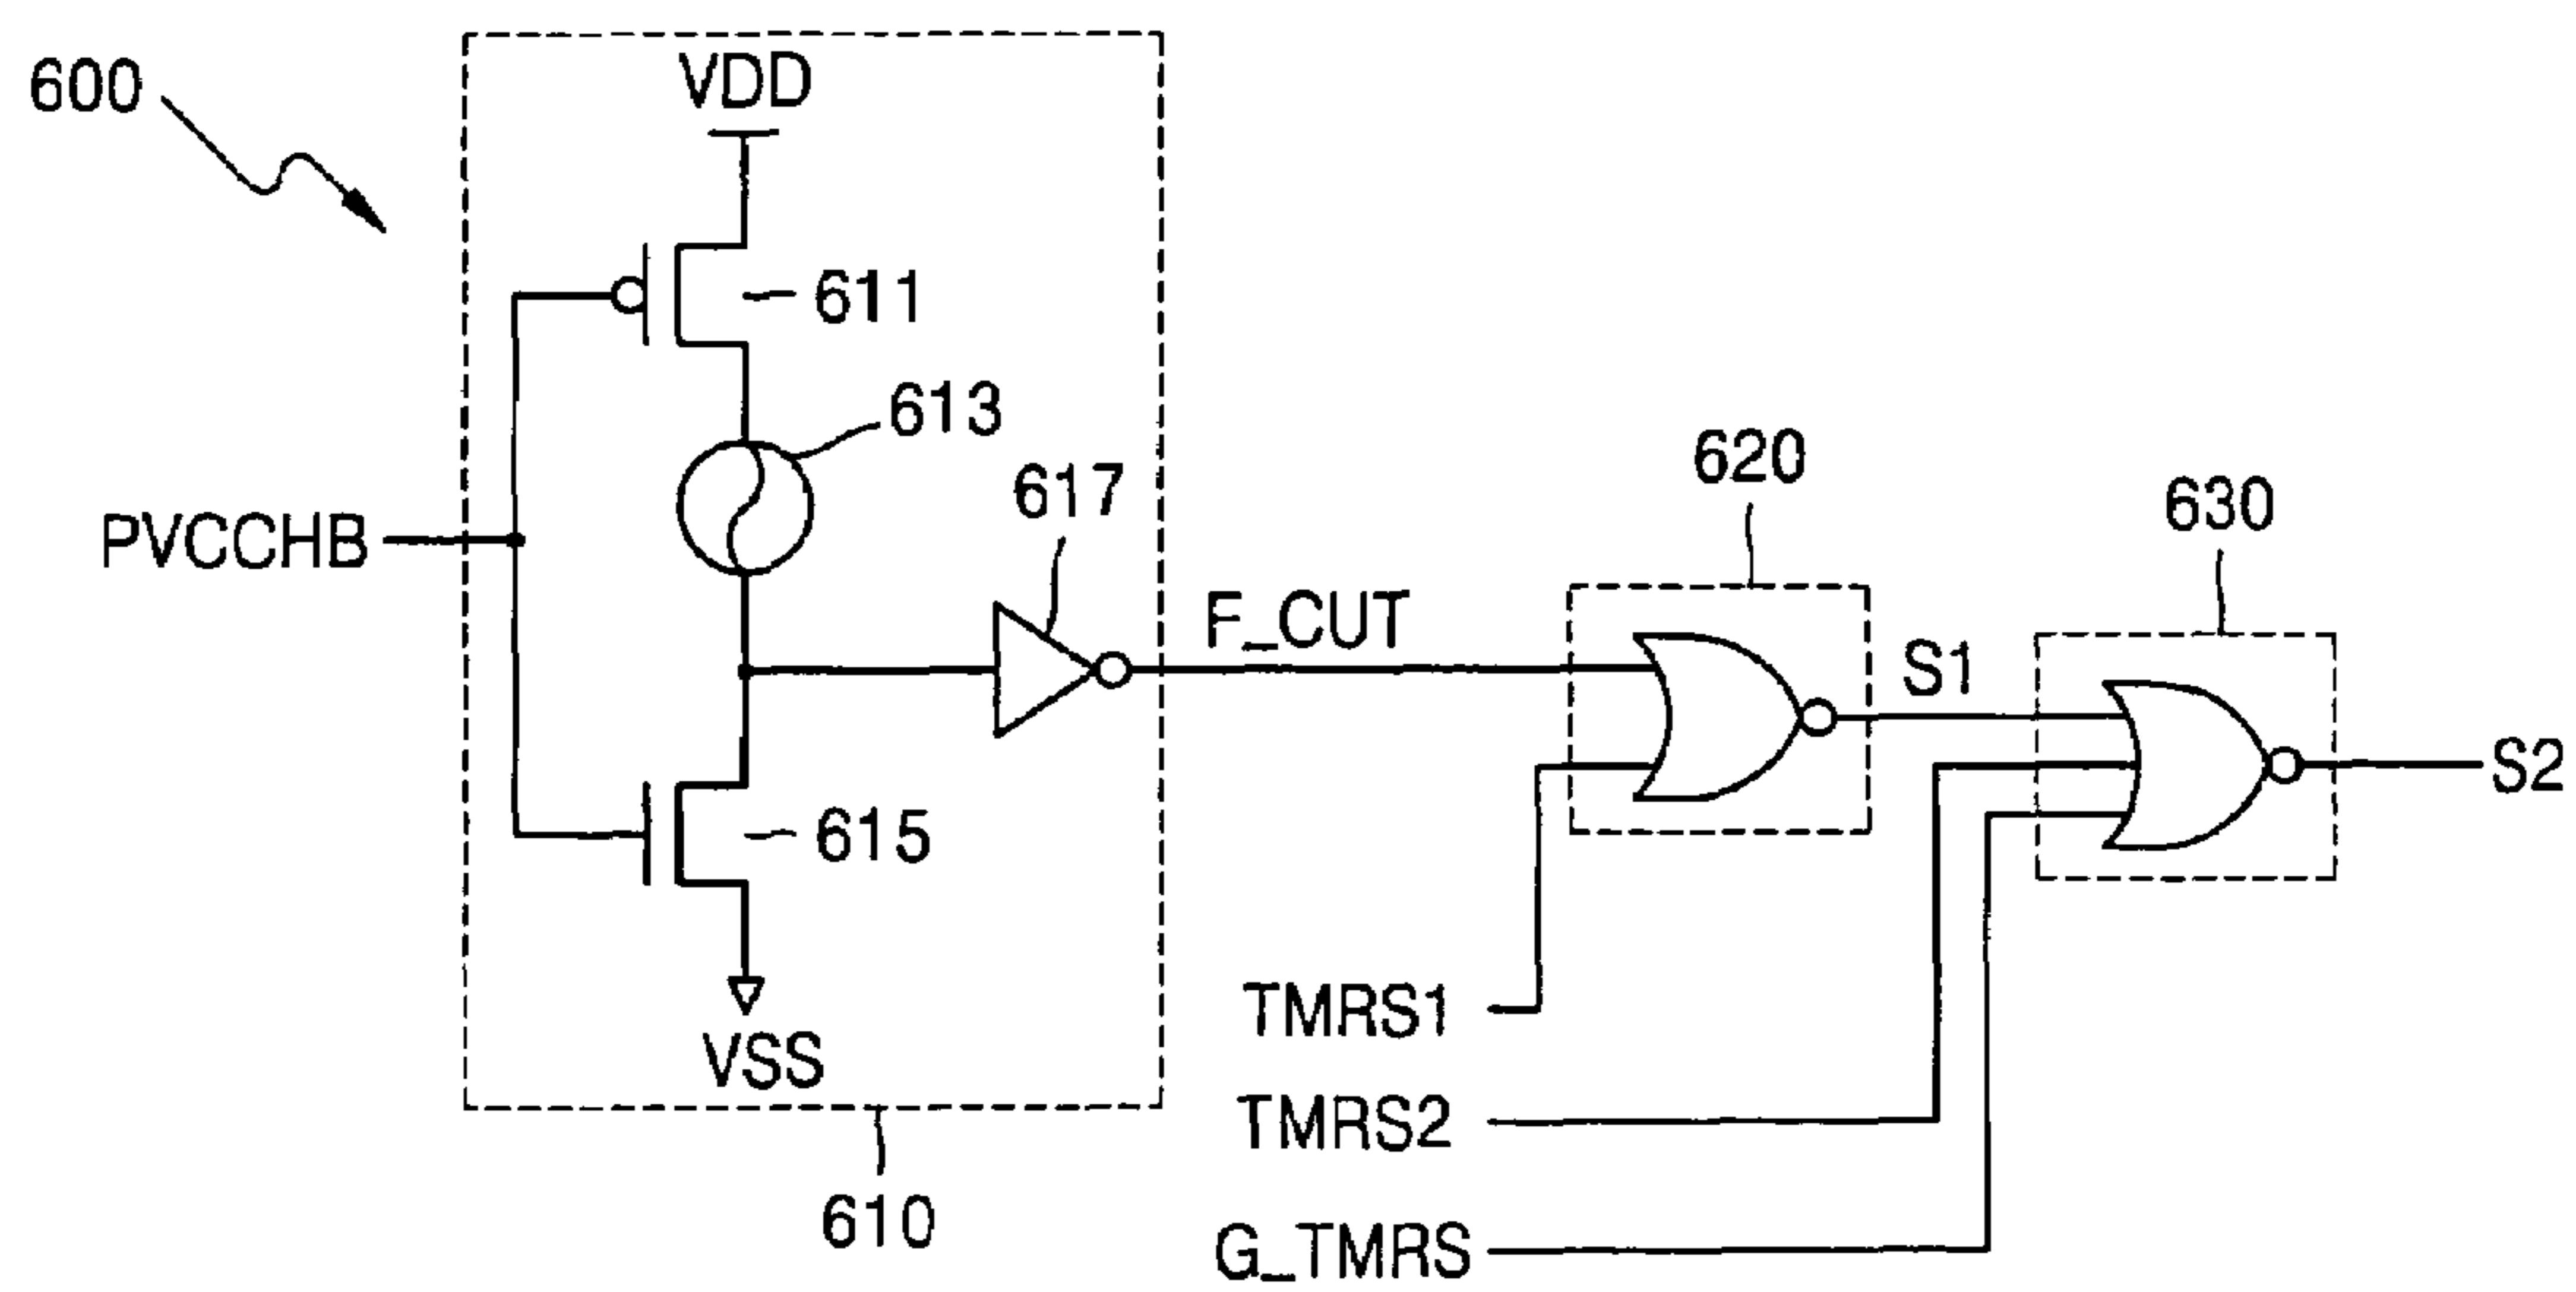 600
VDD
611
613
617
PVCCHB
F_CUT
620
S1
630
S2
615
VSS
TMRS1
TMRS2
G_TMRS
610